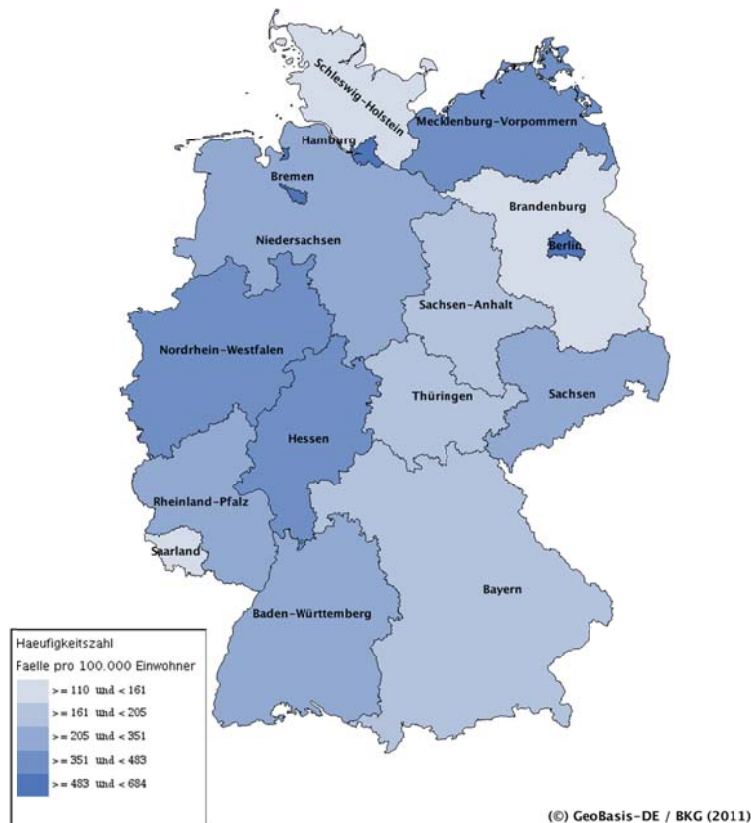 Schleswig-Holstein
Mecklenburg-Vorpommern
Hamburg
Bremen
Brandenburg
Berlin
Niedersachsen
Sachsen-Anhalt
Nordrhein-Westfalen
Thüringen
Sachsen
Hessen
Rheinland-Pfalz
Saarland
Bayern
Baden-Württemberg
Haeufigkeitszahl
Faelle pro 100.000 Einwohner
>= 110 und < 161
>= 161 und < 205
>= 205 und < 351
>= 351 und < 483
>= 483 und < 684
(©) GeoBasis-DE / BKG (2011)